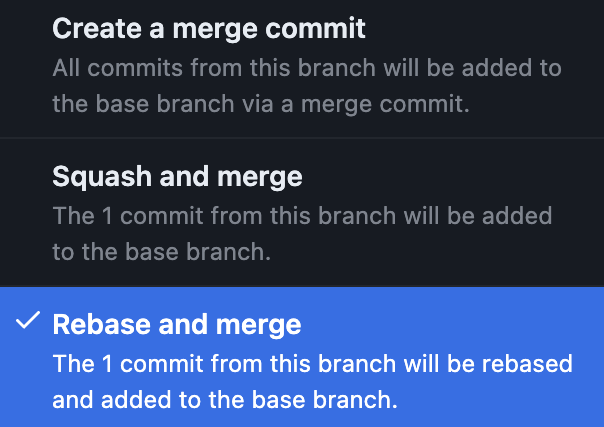 Create a merge commit
All commits from this branch will be added to
the base branch via a merge commit.
Squash and merge
The 1 commit from this branch will be added
to the base branch.
Rebase and merge
The 1 commit from this branch will be rebased
and added to the base branch.